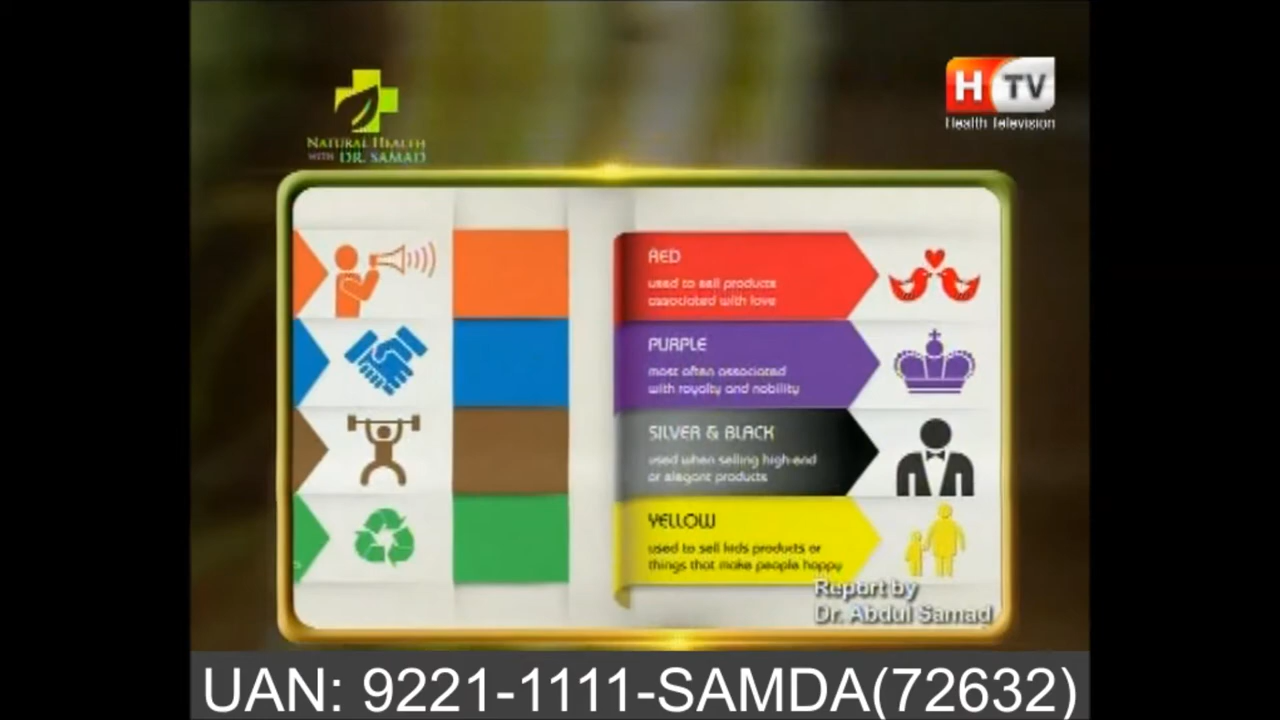 NATURAL HEALTH
WITH DR. SAMAD
H TV
Health Television
RED
used to sell products
associated with love
PURPLE
most often associated
with royalty and nobility
SILVER & BLACK
used when selling high-end
or elegant products
YELLOW
used to sell kids products or
things that make people happy
Report by
Dr. Abdul Samad
UAN: 9221-1111-SAMDA(72632)